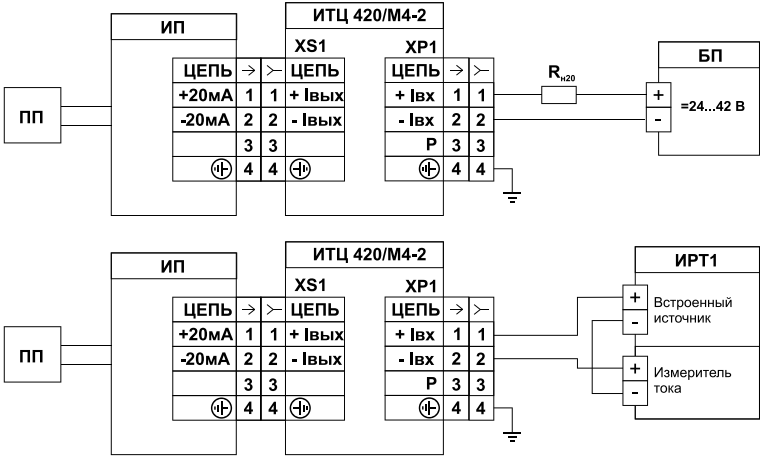 ИП
ИТЦ 420/М4-2
XS1
XP1
БП
ЦЕПЬ
ЦЕПЬ
ЦЕПЬ
Rн20
+20мА 1 1 + Iвых
+ Iвх 1 1
+
=24...42 В
ПП
-20мА 2 2 - Iвых
- Iвх 2 2
-
3 3
P 3 3
4 4
4 4
ИП
ИТЦ 420/М4-2
ИРТ1
XS1
XP1
ЦЕПЬ
ЦЕПЬ
ЦЕПЬ
+
Встроенный
источник
-
+20мА 1 1 + Iвых
+ Iвх 1 1
ПП
-20мА 2 2 - Iвых
- Iвх 2 2
+
Измеритель
тока
-
3 3
P 3 3
4 4
4 4